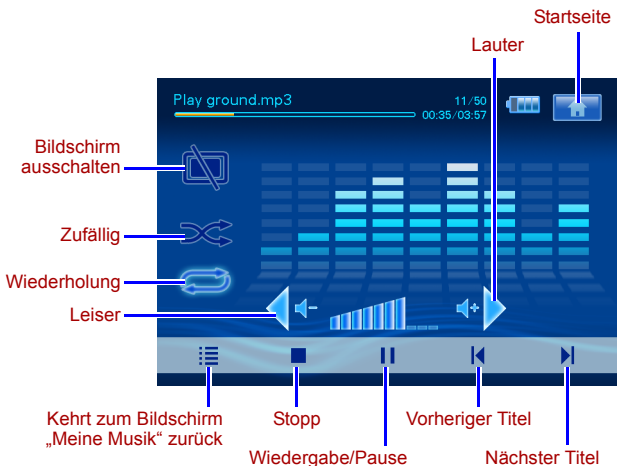 Startseite
Lauter
Play ground.mp3
11/50
00:35/03:57
Bildschirm
ausschalten
Zufällig
Wiederholung
Leiser
Kehrt zum Bildschirm
„Meine Musik“ zurück
Stopp
Vorheriger Titel
Wiedergabe/Pause
Nächster Titel